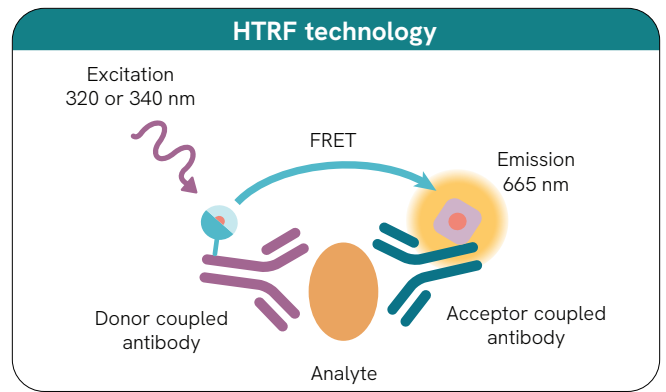 HTRF technology
Excitation
320 or 340 nm
FRET
Emission
665 nm
Donor coupled
antibody
Acceptor coupled
antibody
Analyte